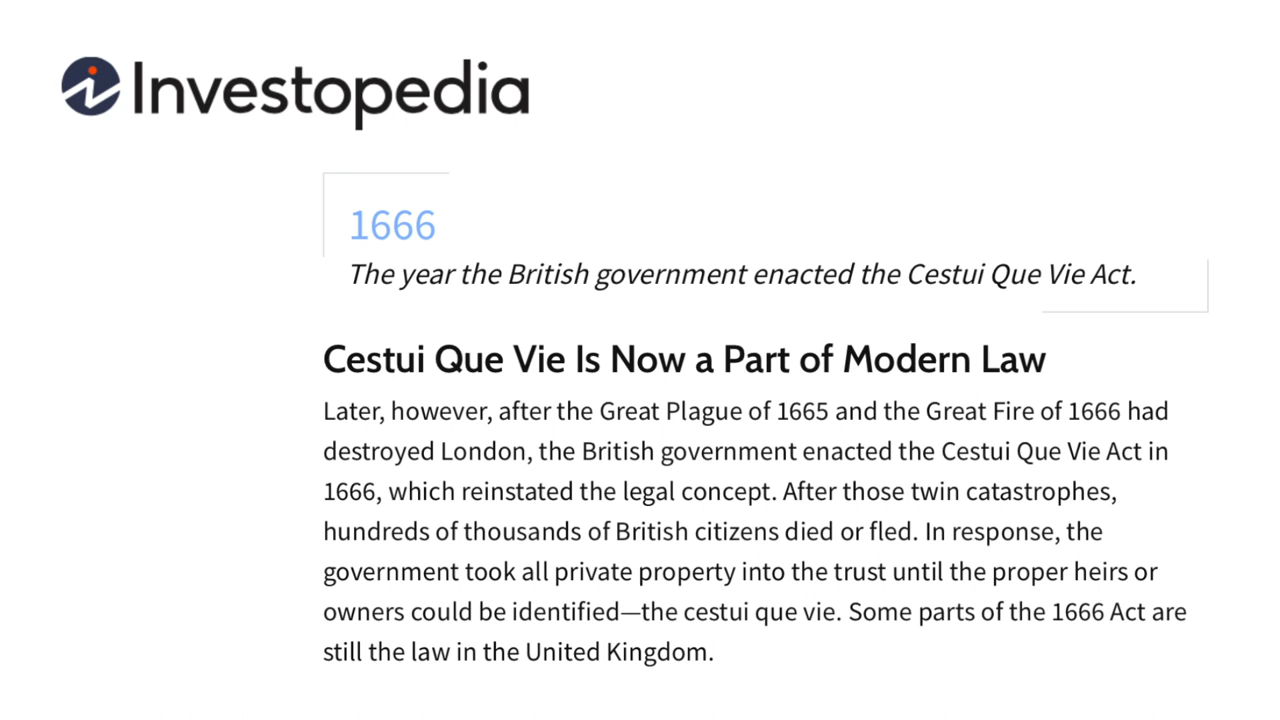 Investopedia
1666
The year the British government enacted the Cestui Que Vie Act.
Cestui Que Vie Is Now a Part of Modern Law
Later, however, after the Great Plague of 1665 and the Great Fire of 1666 had
destroyed London, the British government enacted the Cestui Que Vie Act in
1666, which reinstated the legal concept. After those twin catastrophes,
hundreds of thousands of British citizens died or fled. In response, the
government took all private property into the trust until the proper heirs or
owners could be identified—the cestui que vie. Some parts of the 1666 Act are
still the law in the United Kingdom.